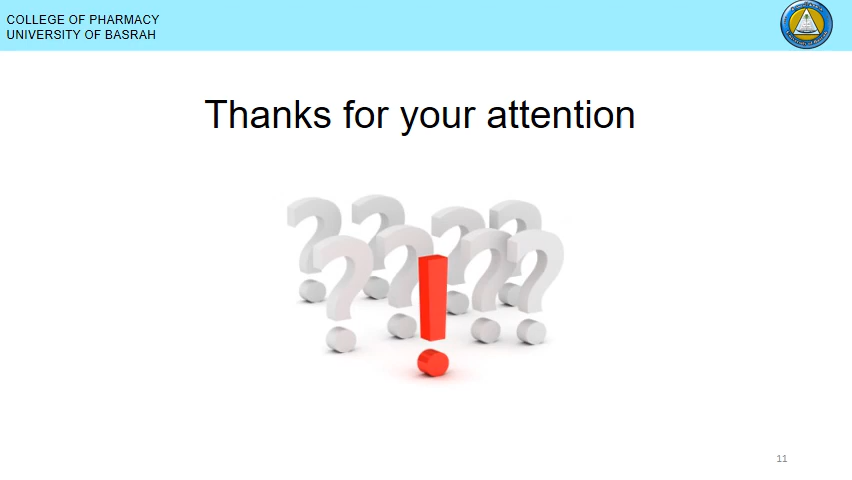 COLLEGE OF PHARMACY
UNIVERSITY OF BASRAH
Thanks for your attention
11